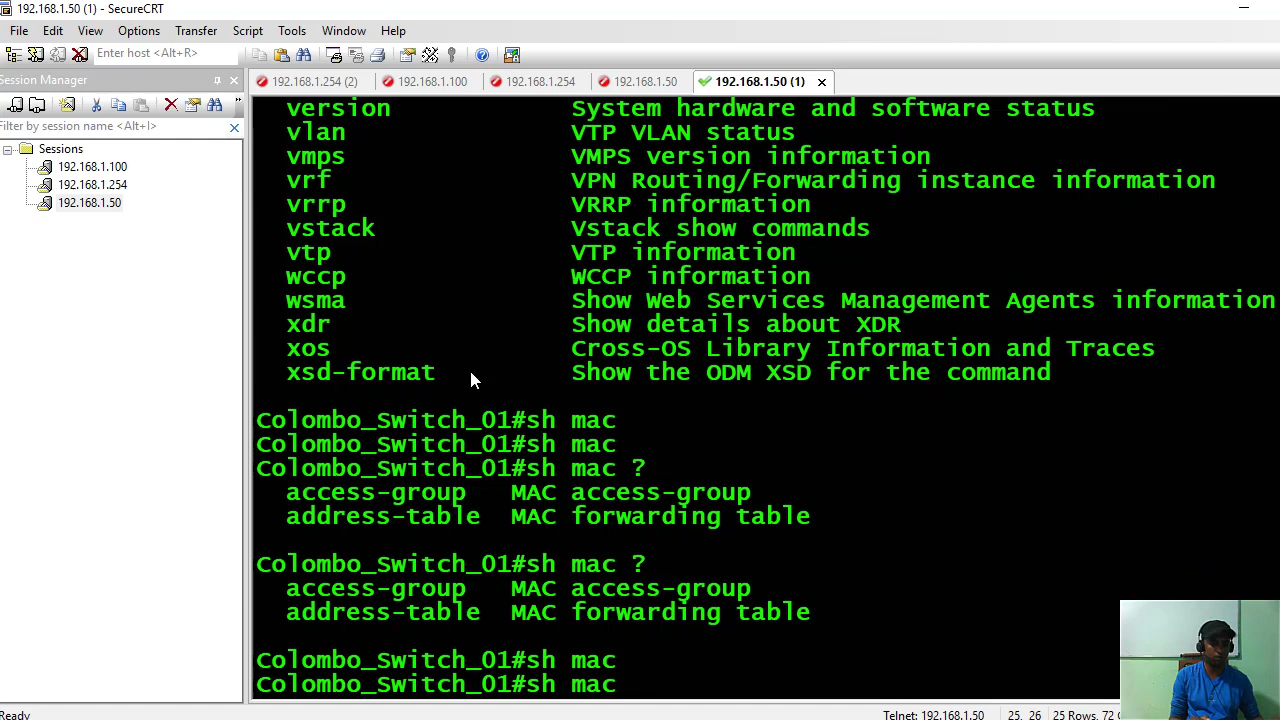 192.168.1.50 (1) - SecureCRT
File Edit View Options Transfer Script Tools Window Help
Enter host <Alt+R>
Session Manager
192.168.1.254 (2) 192.168.1.100 192.168.1.254 192.168.1.50 192.168.1.50 (1)
Filter by session name <Alt+I>
Sessions
192.168.1.100
192.168.1.254
192.168.1.50
version System hardware and software status
vlan VTP VLAN status
vmps VMPS version information
vrf VPN Routing/Forwarding instance information
vrrp VRRP information
vstack Vstack show commands
vtp VTP information
wccp WCCP information
wsma Show Web Services Management Agents information
xdr Show details about XDR
xos Cross-OS Library Information and Traces
xsd-format Show the ODM XSD for the command
Colombo_Switch_01#sh mac
Colombo_Switch_01#sh mac
Colombo_Switch_01#sh mac ?
access-group MAC access-group
address-table MAC forwarding table
Colombo_Switch_01#sh mac ?
access-group MAC access-group
address-table MAC forwarding table
Colombo_Switch_01#sh mac
Colombo_Switch_01#sh mac
Ready Telnet: 192.168.1.50 25, 26 25 Rows, 72 C